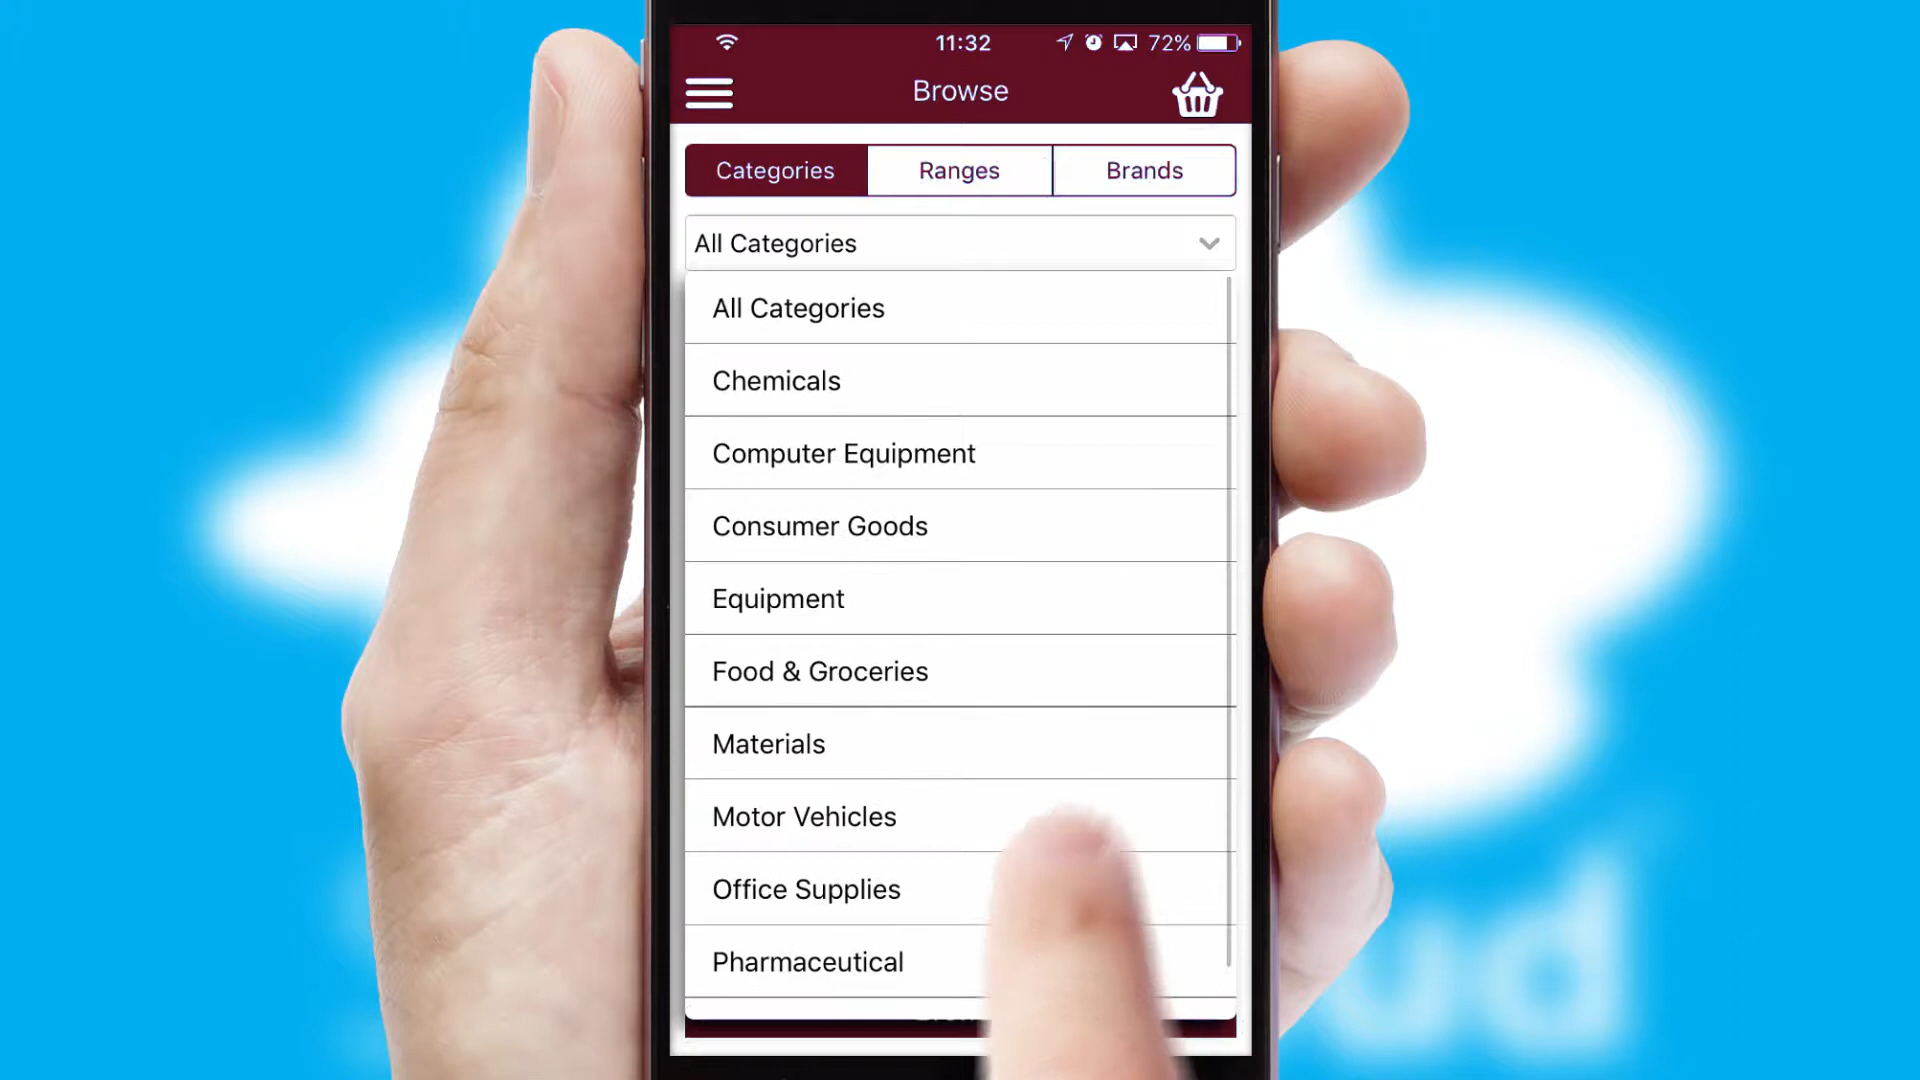 11:32
72%
Browse
Categories
Ranges
Brands
All Categories
All Categories
Chemicals
Computer Equipment
Consumer Goods
Equipment
Food & Groceries
Materials
Motor Vehicles
Office Supplies
Pharmaceutical